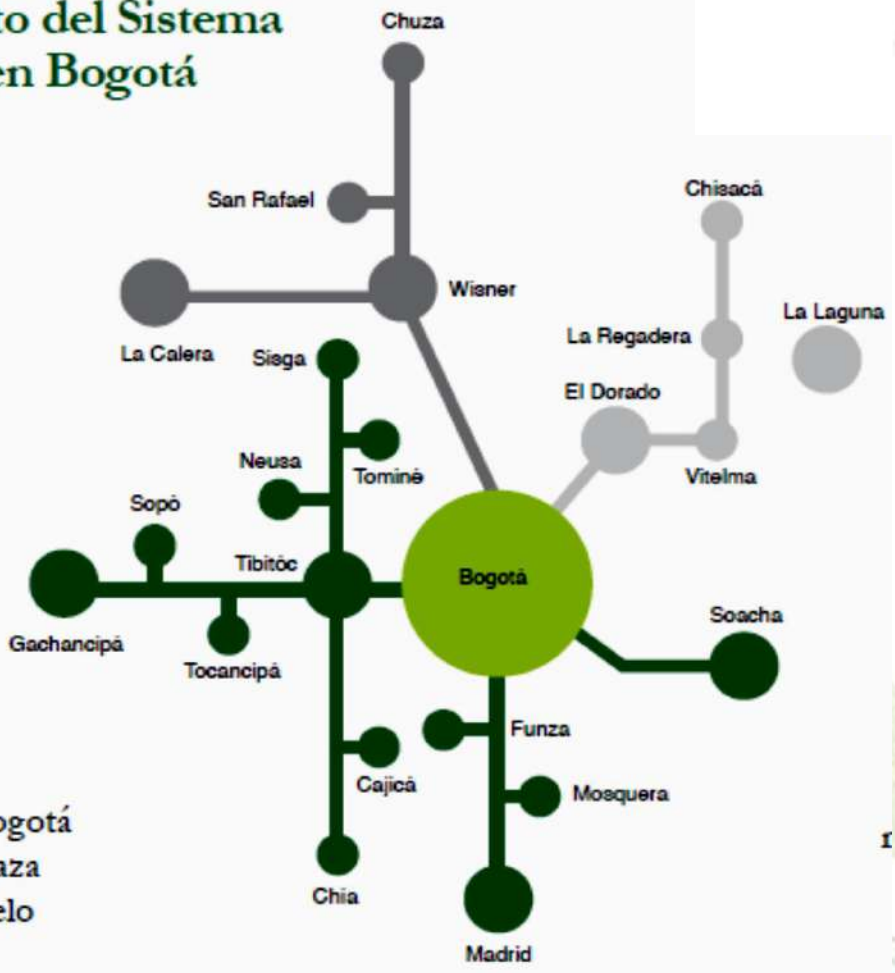 to del Sistema
en Bogotá
Chuza
San Rafael
Chisacá
Wisner
La Laguna
La Regadera
La Calera
Sisga
El Dorado
Neusa
Tominé
Vitelma
Sopó
Tibitóc
Bogotá
Gachancipá
Tocancipá
Soacha
Funza
Cajicá
Mosquera
Chia
Madrid
ogotá
aza
elo